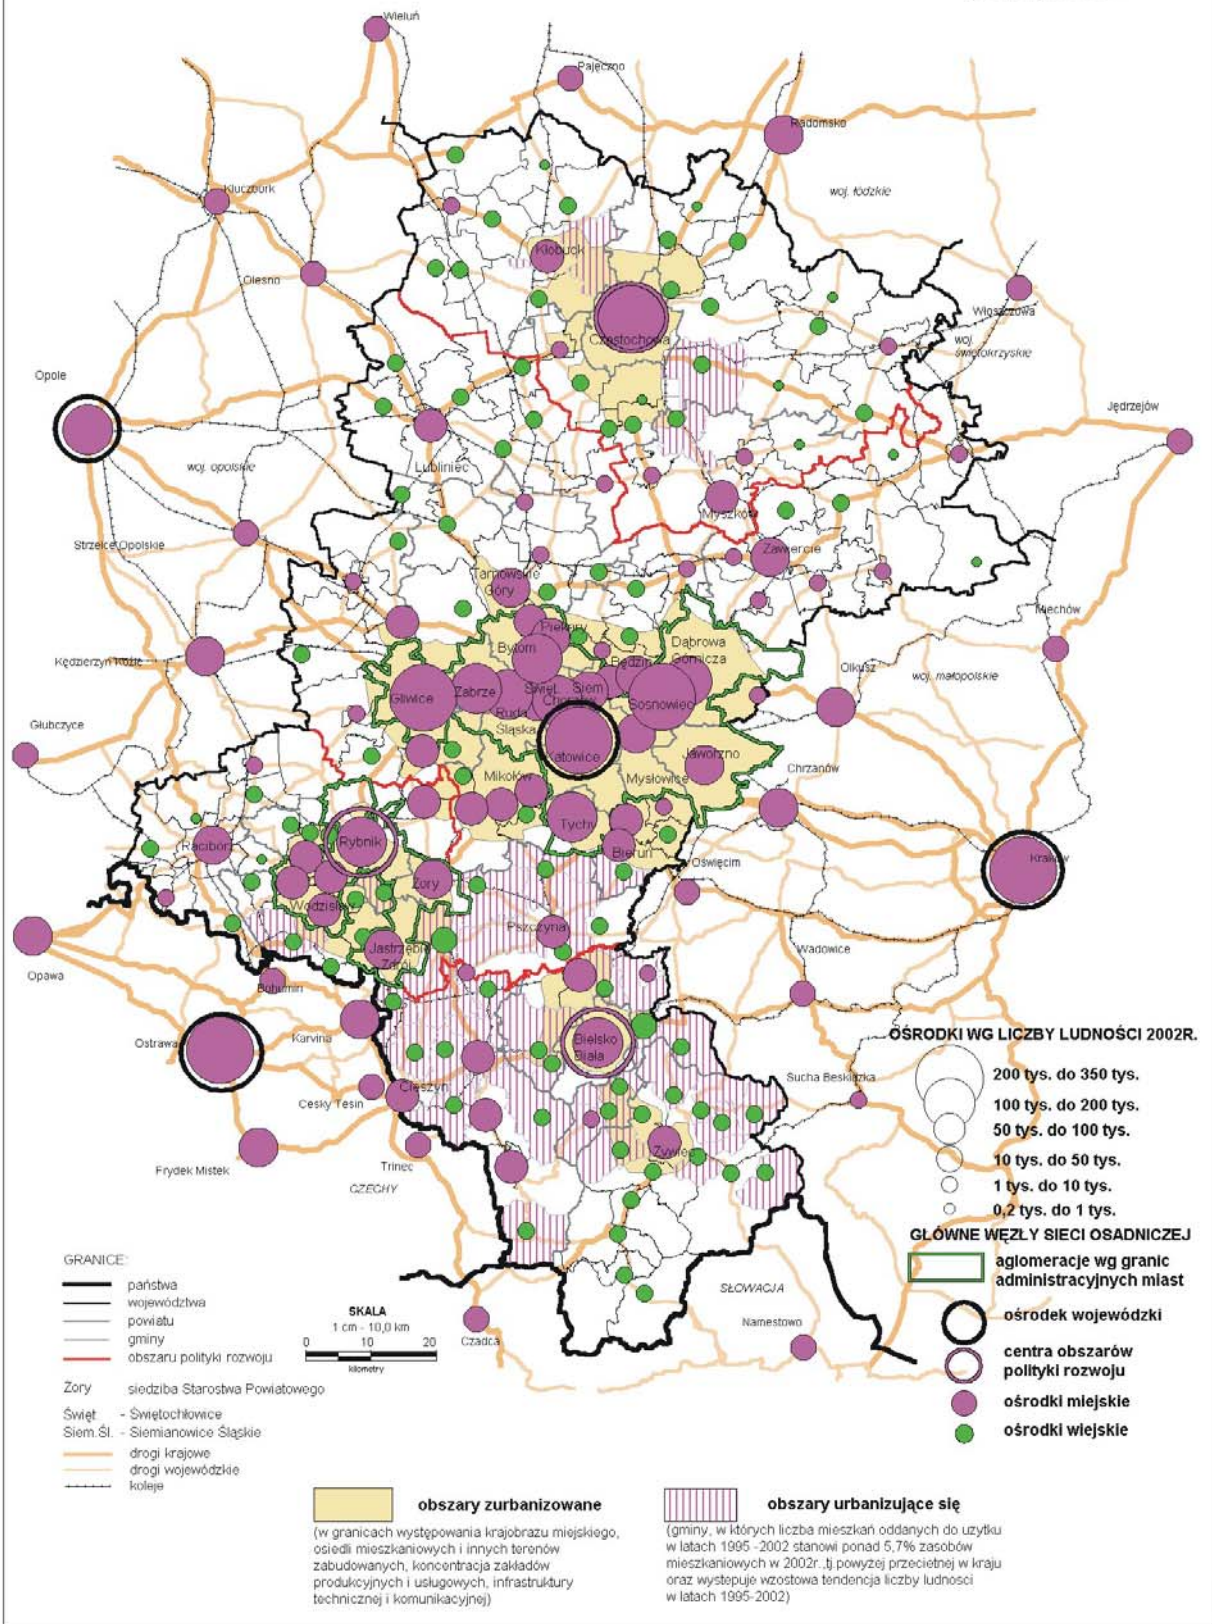 Wieluń
Pajęczno
Radomsko
Kluczbork
woj. łódzkie
Kłobuck
Olesno
Włoszczowa
Częstochowa
woj.
świętokrzyskie
Opole
Jędrzejów
woj. opolskie
Lubliniec
Myszków
Strzelce Opolskie
Zawiercie
Tarnowskie
Góry
Miechów
Piekary
Dąbrowa
Górnicza
Bytom
Będzin
Kędzierzyn Koźle
Olkusz
woj. małopolskie
Gliwice
Zabrze
Święt.
Siem
Chorzów
Sosnowiec
Ruda
Śląska
Głubczyce
Katowice
Jaworzno
Mikołów
Mysłowice
Chrzanów
Tychy
Racibórz
Rybnik
Bieruń
Oświęcim
Kraków
Żory
Wodzisław
Pszczyna
Jastrzębie
Zdrój
Wadowice
Opawa
Bohumin
Ostrawa
Karvina
Bielsko
Biała
Cieszyn
Cesky Tesin
Sucha Beskidzka
Żywiec
Frydek Mistek
Trinec
CZECHY
SŁOWACJA
Namestowo
Czadca
OŚRODKI WG LICZBY LUDNOŚCI 2002R.
200 tys. do 350 tys.
100 tys. do 200 tys.
50 tys. do 100 tys.
10 tys. do 50 tys.
1 tys. do 10 tys.
0,2 tys. do 1 tys.
GŁÓWNE WĘZŁY SIECI OSADNICZEJ
aglomeracje wg granic
administracyjnych miast
ośrodek wojewódzki
centra obszarów
polityki rozwoju
ośrodki miejskie
ośrodki wiejskie
GRANICE:
państwa
województwa
powiatu
gminy
obszaru polityki rozwoju
Żory siedziba Starostwa Powiatowego
Święt. - Świętochłowice
Siem.Śl. - Siemianowice Śląskie
drogi krajowe
drogi wojewódzkie
koleje
SKALA
1 cm - 10,0 km
0 10 20
kilometry
obszary zurbanizowane
(w granicach występowania krajobrazu miejskiego,
osiedli mieszkaniowych i innych terenów
zabudowanych, koncentracja zakładów
produkcyjnych i usługowych, infrastruktury
technicznej i komunikacyjnej)
obszary urbanizujące się
(gminy, w których liczba mieszkań oddanych do uzytku
w latach 1995 -2002 stanowi ponad 5,7% zasobów
mieszkaniowych w 2002r.,tj.powyżej przecietnej w kraju
oraz wystepuje wzostowa tendencja liczby ludnosci
w latach 1995-2002)